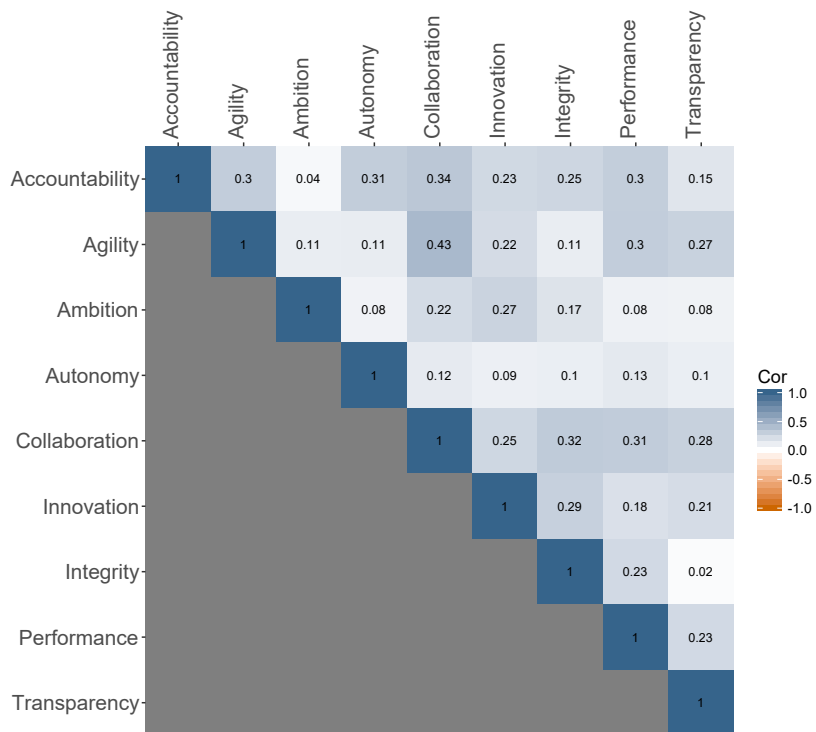 Accountability
Agility
Ambition
Autonomy
Collaboration
Innovation
Integrity
Performance
Transparency
Accountability 1 0.3 0.04 0.31 0.34 0.23 0.25 0.3 0.15
Agility 1 0.11 0.11 0.43 0.22 0.11 0.3 0.27
Ambition 1 0.08 0.22 0.27 0.17 0.08 0.08
Autonomy 1 0.12 0.09 0.1 0.13 0.1
Collaboration 1 0.25 0.32 0.31 0.28
Innovation 1 0.29 0.18 0.21
Integrity 1 0.23 0.02
Performance 1 0.23
Transparency 1
Cor
1.0
0.5
0.0
-0.5
-1.0